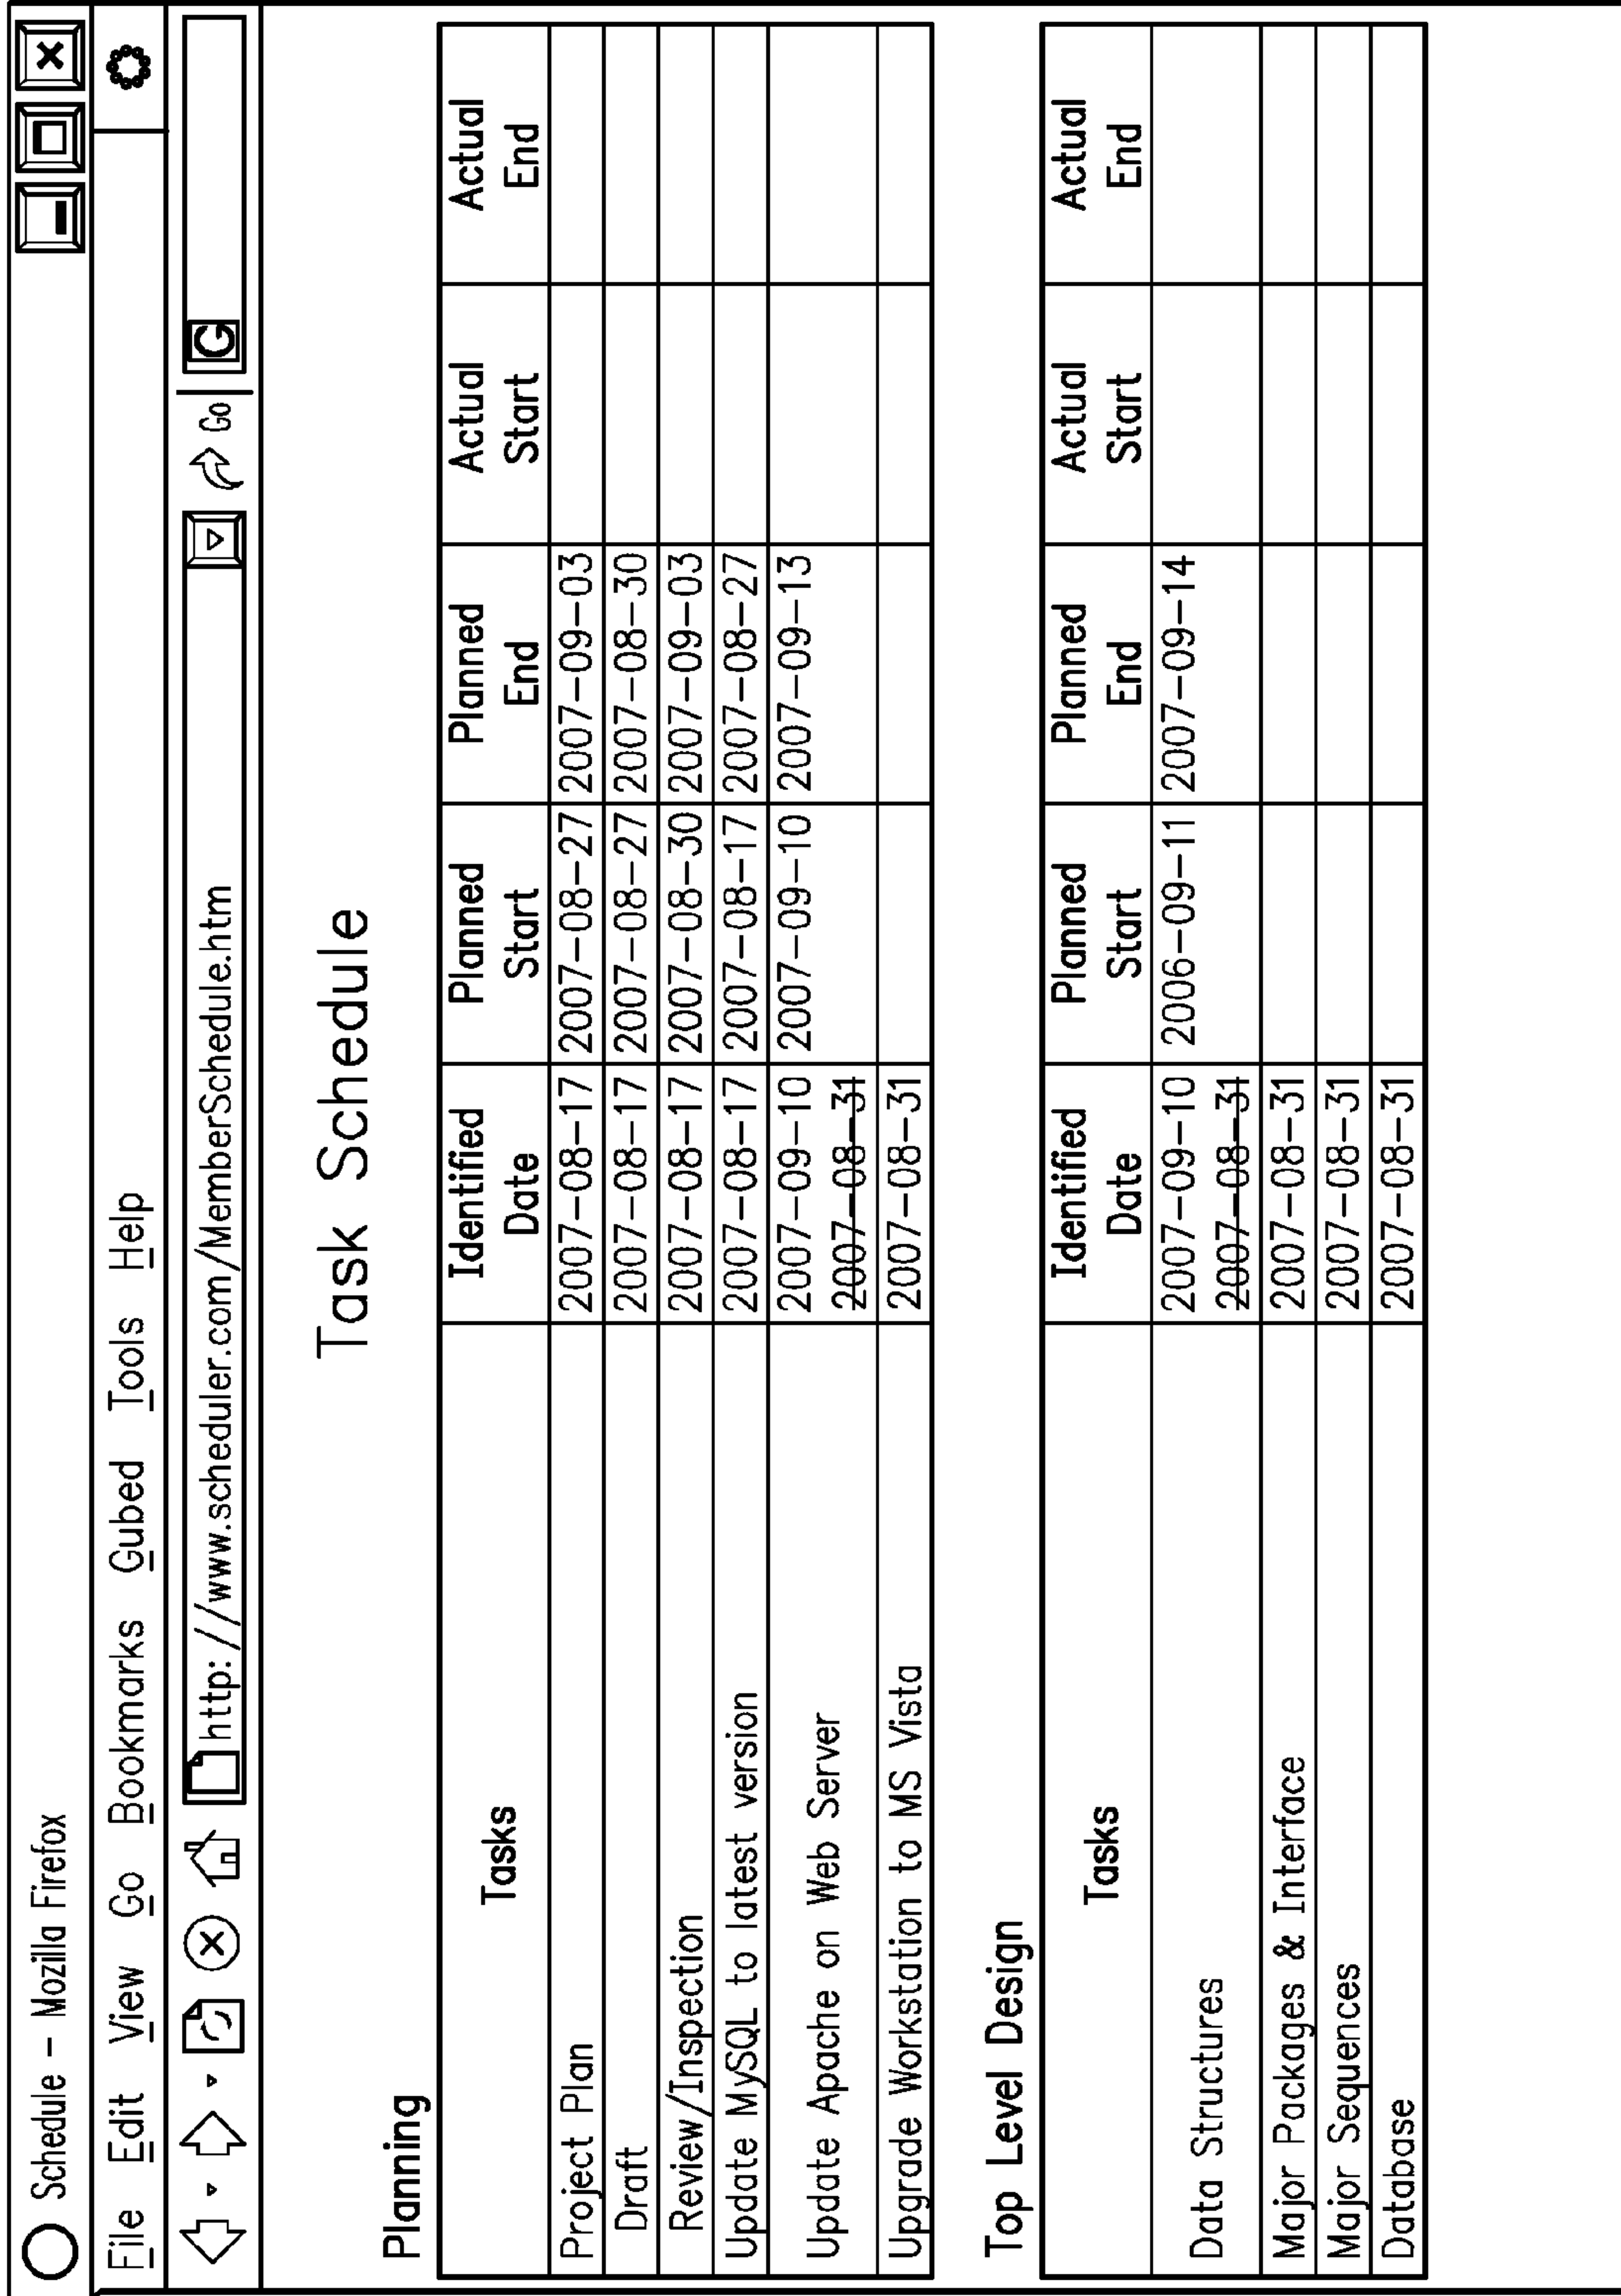 Schedule - Mozilla Firefox
File Edit View Go Bookmarks Gubed Tools Help
http://www.scheduler.com/MemberSchedule.htm Go G
Task Schedule
Planning
Tasks Identified Date Planned Start Planned End Actual Start Actual End
Project Plan 2007-08-17 2007-08-27 2007-09-03
Draft 2007-08-17 2007-08-27 2007-08-30
Review/Inspection 2007-08-17 2007-08-30 2007-09-03
Update MySQL to latest version 2007-08-17 2007-08-17 2007-08-27
Update Apache on Web Server 2007-09-10 2007-09-10 2007-09-13
2007-08-31
Upgrade Workstation to MS Vista 2007-08-31
Top Level Design
Tasks Identified Date Planned Start Planned End Actual Start Actual End
Data Structures 2007-09-10 2006-09-11 2007-09-14
2007-08-31
Major Packages & Interface 2007-08-31
Major Sequences 2007-08-31
Database 2007-08-31